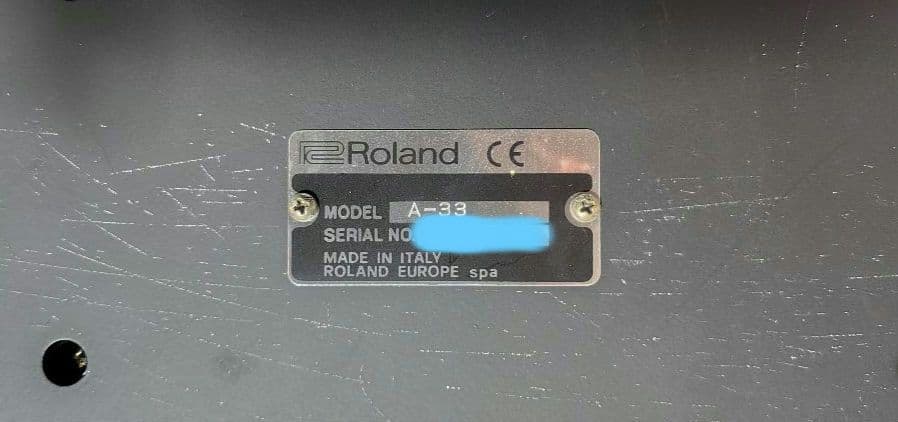 Roland CE
MODEL A-33
SERIAL NO
MADE IN ITALY
ROLAND EUROPE spa